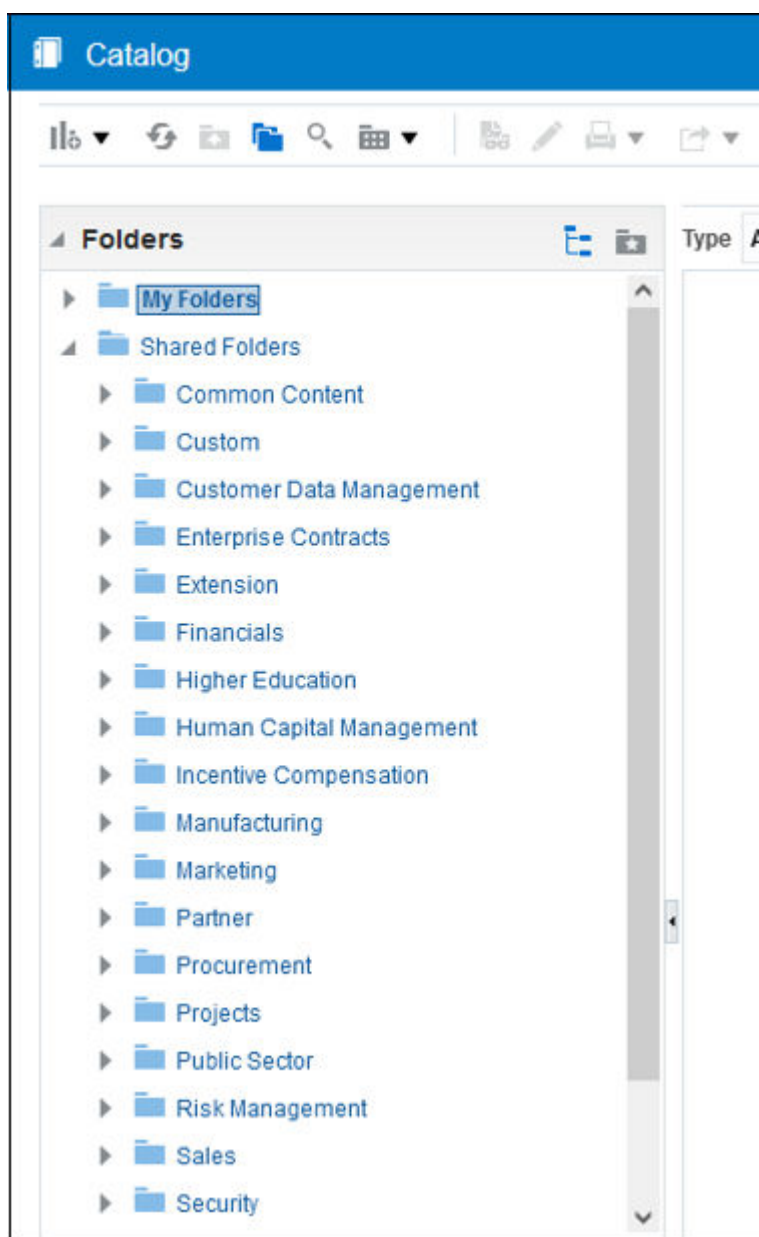 Catalog
Folders
Type
My Folders
Shared Folders
Common Content
Custom
Customer Data Management
Enterprise Contracts
Extension
Financials
Higher Education
Human Capital Management
Incentive Compensation
Manufacturing
Marketing
Partner
Procurement
Projects
Public Sector
Risk Management
Sales
Security